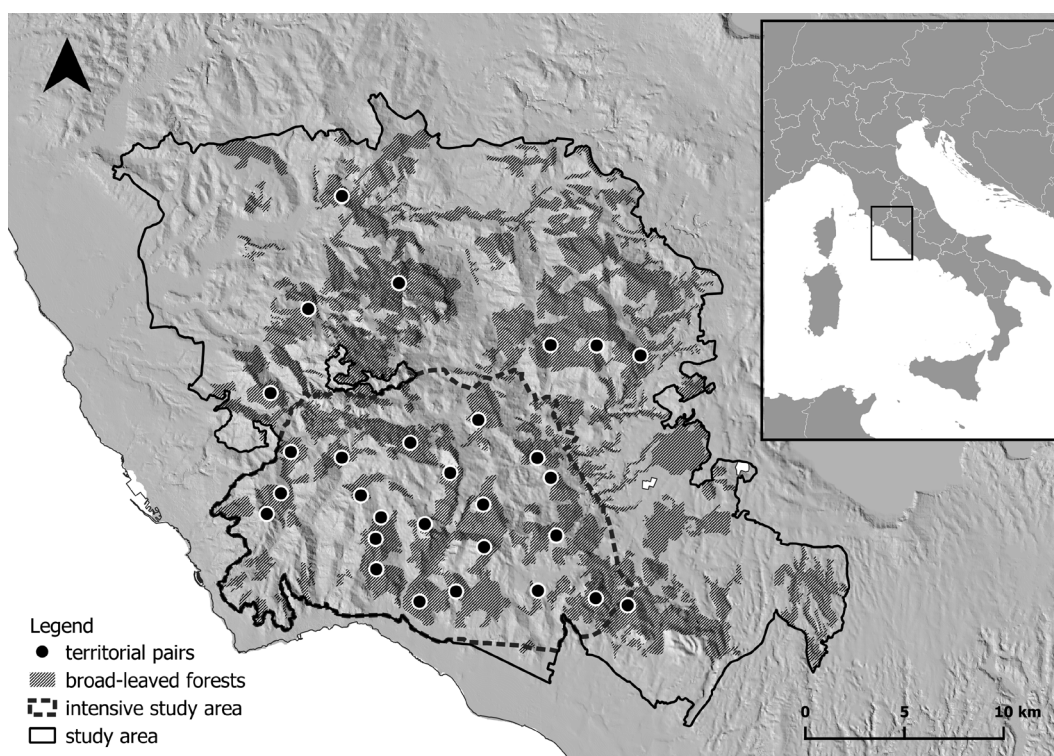 Legend
territorial pairs
broad-leaved forests
intensive study area
study area
0 5 10 km